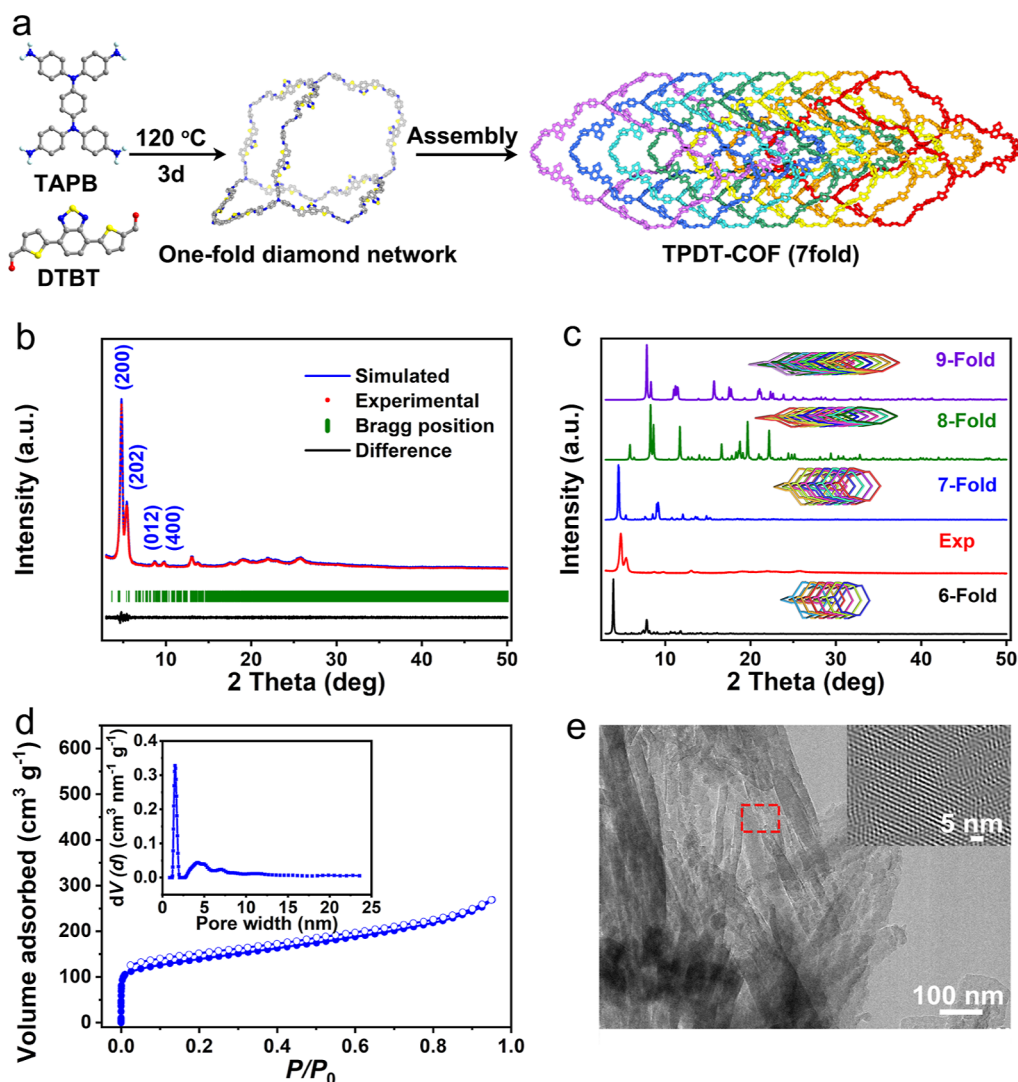 a
TAPB
DTBT
120 °C
3d
One-fold diamond network
Assembly
TPDT-COF (7fold)
b
Intensity (a.u.)
(200)
(202)
(012)
(400)
Simulated
Experimental
Bragg position
Difference
10 20 30 40 50
2 Theta (deg)
c
Intensity (a.u.)
9-Fold
8-Fold
7-Fold
Exp
6-Fold
10 20 30 40 50
2 Theta (deg)
d
Volume adsorbed (cm³ g⁻¹)
600
500
400
300
200
100
0
0.0 0.2 0.4 0.6 0.8 1.0
P/P₀
dV (d) (cm³ nm⁻¹ g⁻¹)
0.4
0.3
0.2
0.1
0.0
0 5 10 15 20 25
Pore width (nm)
e
5 nm
100 nm